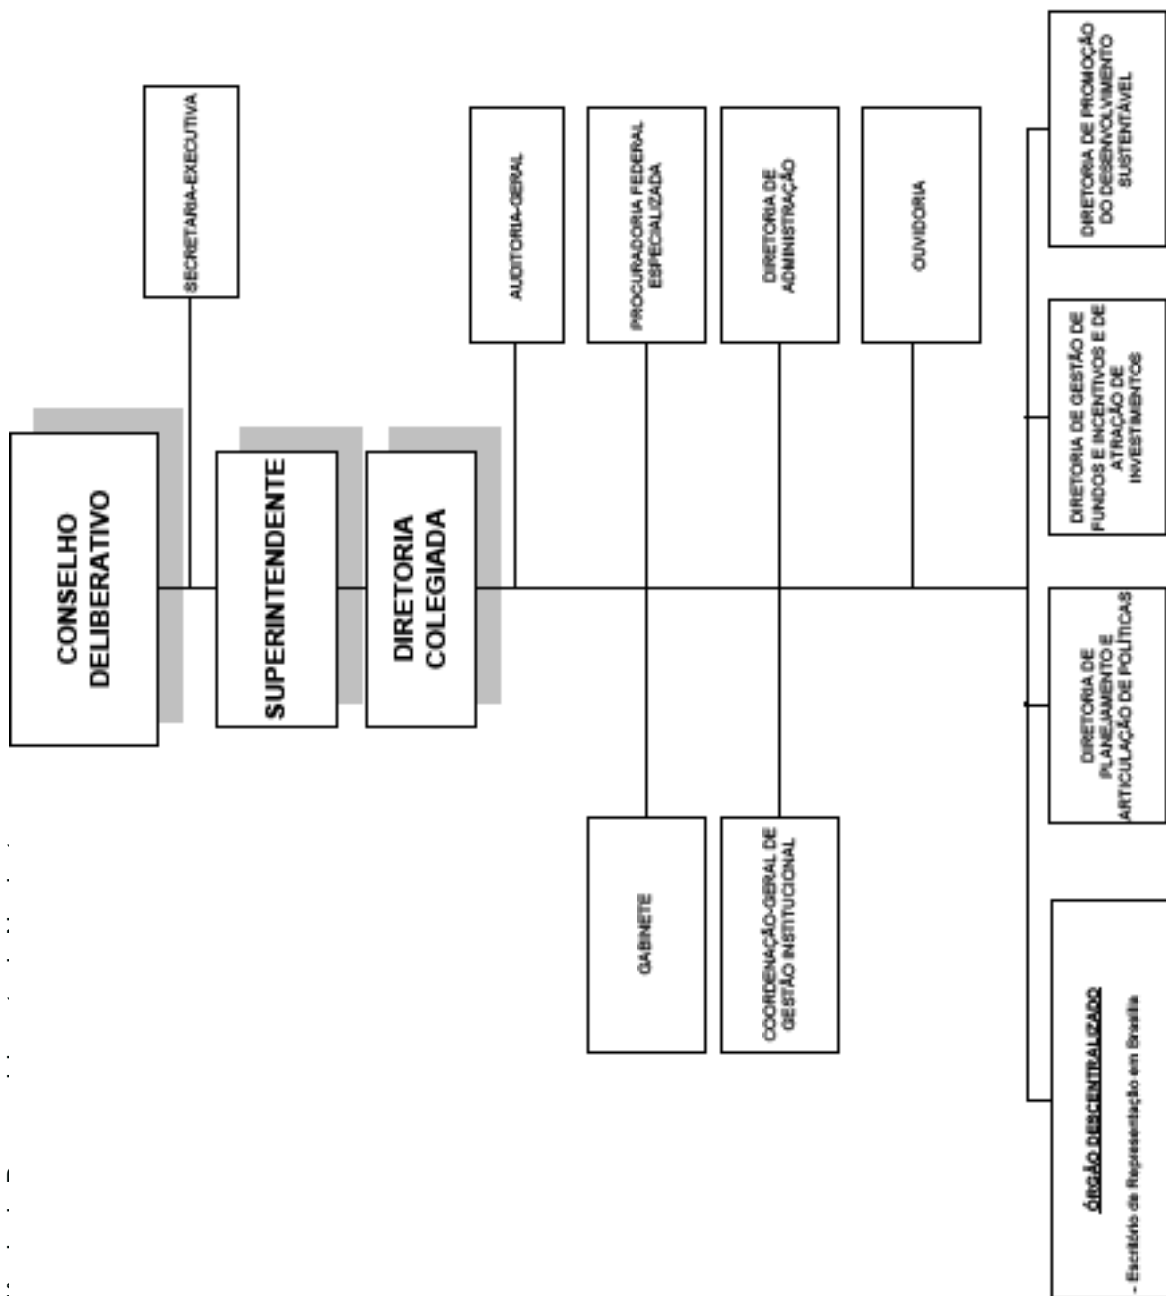 CONSELHO
DELIBERATIVO
SECRETARIA-EXECUTIVA
SUPERINTENDENTE
DIRETORIA
COLEGIADA
AUDITORIA-GERAL
GABINETE
PROCURADORIA FEDERAL
ESPECIALIZADA
COORDENAÇÃO-GERAL DE
GESTÃO INSTITUCIONAL
DIRETORIA DE
ADMINISTRAÇÃO
OUVIDORIA
ÓRGÃO DESCENTRALIZADO
- Escritório de Representação em Brasília
DIRETORIA DE
PLANEJAMENTO E
ARTICULAÇÃO DE POLÍTICAS
DIRETORIA DE GESTÃO DE
FUNDOS E INCENTIVOS E DE
ATRAÇÃO DE
INVESTIMENTOS
DIRETORIA DE PROMOÇÃO
DO DESENVOLVIMENTO
SUSTENTÁVEL